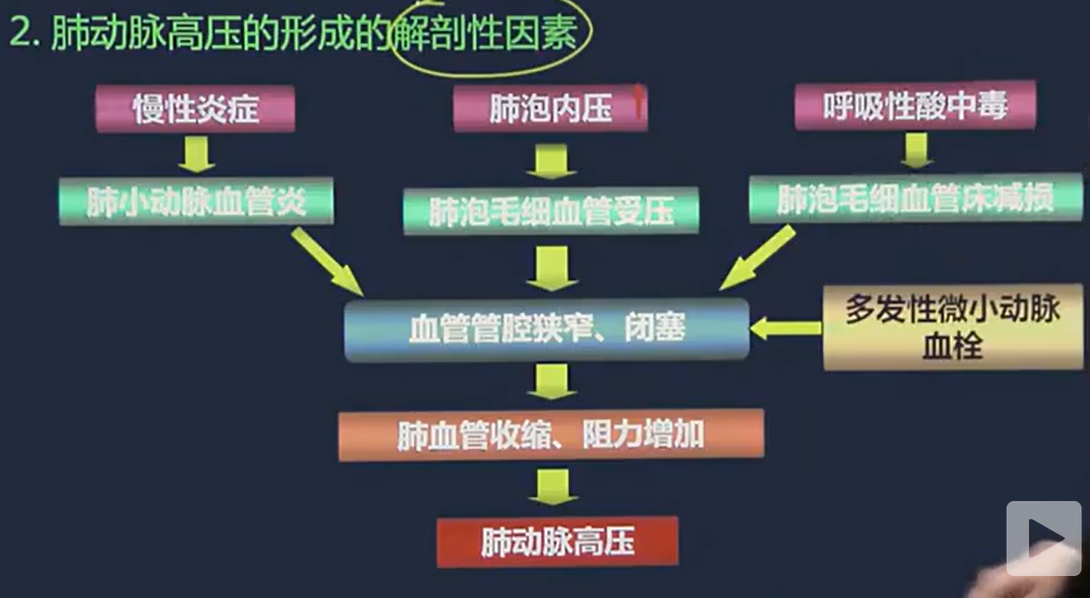 2. 肺动脉高压的形成的解剖性因素
慢性炎症
肺泡内压
呼吸性酸中毒
肺小动脉血管炎
肺泡毛细血管受压
肺泡毛细血管床减损
血管管腔狭窄、闭塞
多发性微小动脉
血栓
肺血管收缩、阻力增加
肺动脉高压